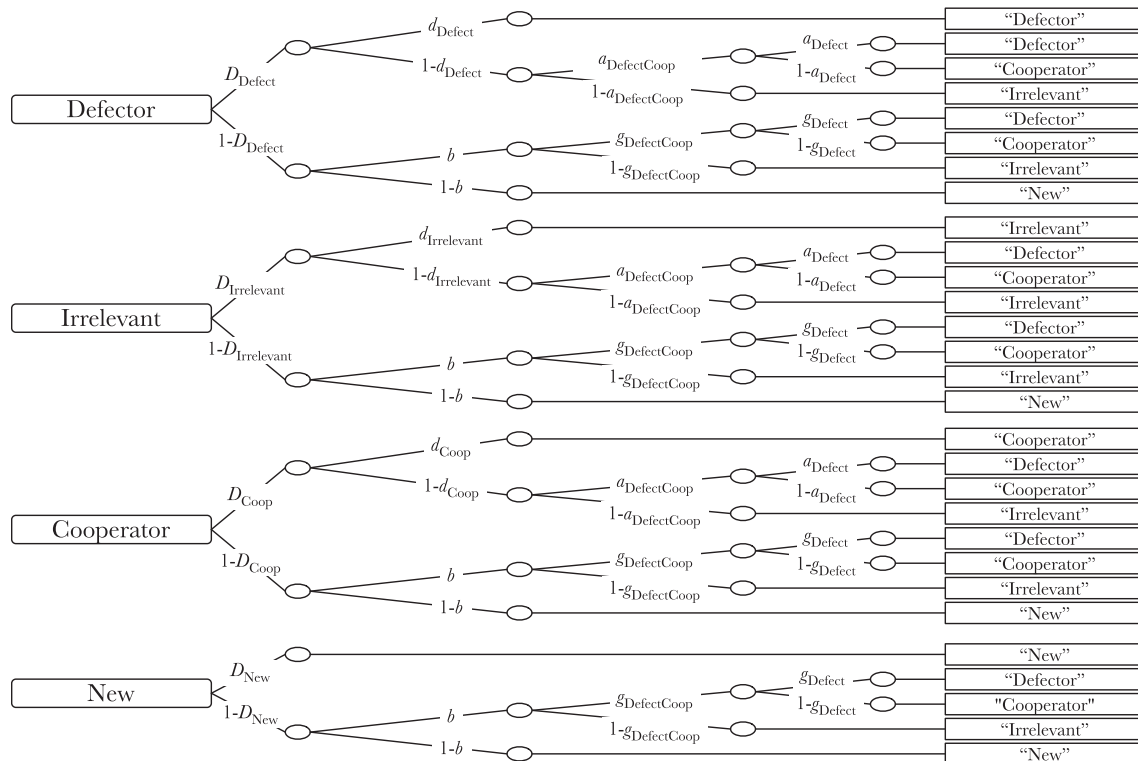 d_Defect “Defector”
D_Defect a_DefectCoop a_Defect “Defector”
1-d_Defect 1-a_Defect “Cooperator”
Defector 1-a_DefectCoop “Irrelevant”
1-D_Defect g_DefectCoop g_Defect “Defector”
b 1-g_Defect “Cooperator”
1-g_DefectCoop “Irrelevant”
1-b “New”
d_Irrelevant “Irrelevant”
D_Irrelevant a_DefectCoop a_Defect “Defector”
1-d_Irrelevant 1-a_Defect “Cooperator”
Irrelevant 1-a_DefectCoop “Irrelevant”
1-D_Irrelevant g_DefectCoop g_Defect “Defector”
b 1-g_Defect “Cooperator”
1-g_DefectCoop “Irrelevant”
1-b “New”
d_Coop “Cooperator”
D_Coop a_DefectCoop a_Defect “Defector”
1-d_Coop 1-a_Defect “Cooperator”
Cooperator 1-a_DefectCoop “Irrelevant”
1-D_Coop g_DefectCoop g_Defect “Defector”
b 1-g_Defect “Cooperator”
1-g_DefectCoop “Irrelevant”
1-b “New”
D_New “New”
New g_DefectCoop g_Defect “Defector”
1-D_New b 1-g_Defect "Cooperator"
1-g_DefectCoop “Irrelevant”
1-b “New”